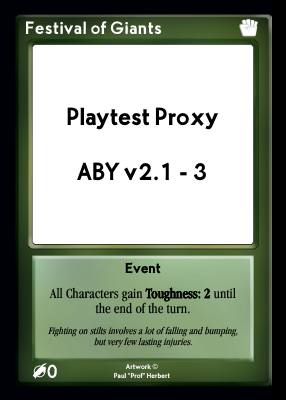 Festival of Giants
Playtest Proxy
ABY v2.1 - 3
Event
All Characters gain Toughness: 2 until
the end of the turn.
Fighting on stilts involves a lot of falling and bumping,
but very few lasting injuries.
0
Artwork ©
Paul "Prof" Herbert